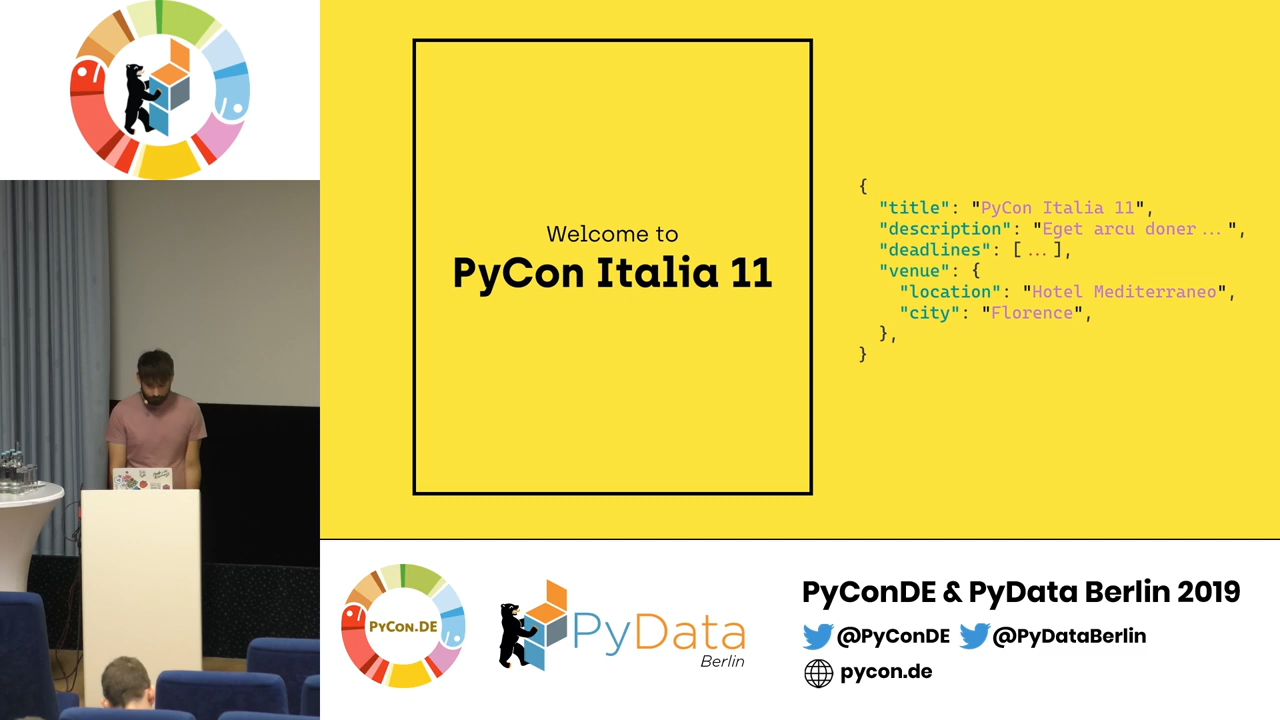 Welcome to
PyCon Italia 11
{
"title": "PyCon Italia 11",
"description": "Eget arcu doner...",
"deadlines": [...],
"venue": {
"location": "Hotel Mediterraneo",
"city": "Florence",
},
}
PyCon.DE
PyData
Berlin
PyConDE & PyData Berlin 2019
@PyConDE @PyDataBerlin
pycon.de